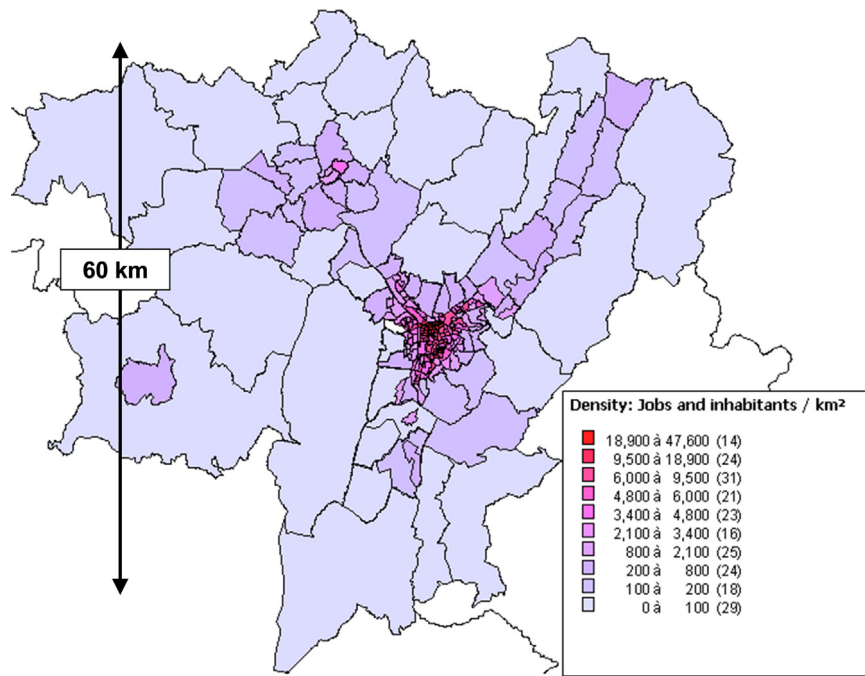 60 km
Density: Jobs and inhabitants / km²
18,900 à 47,600 (14)
9,500 à 18,900 (24)
6,000 à 9,500 (31)
4,800 à 6,000 (21)
3,400 à 4,800 (23)
2,100 à 3,400 (16)
800 à 2,100 (25)
200 à 800 (24)
100 à 200 (18)
0 à 100 (29)